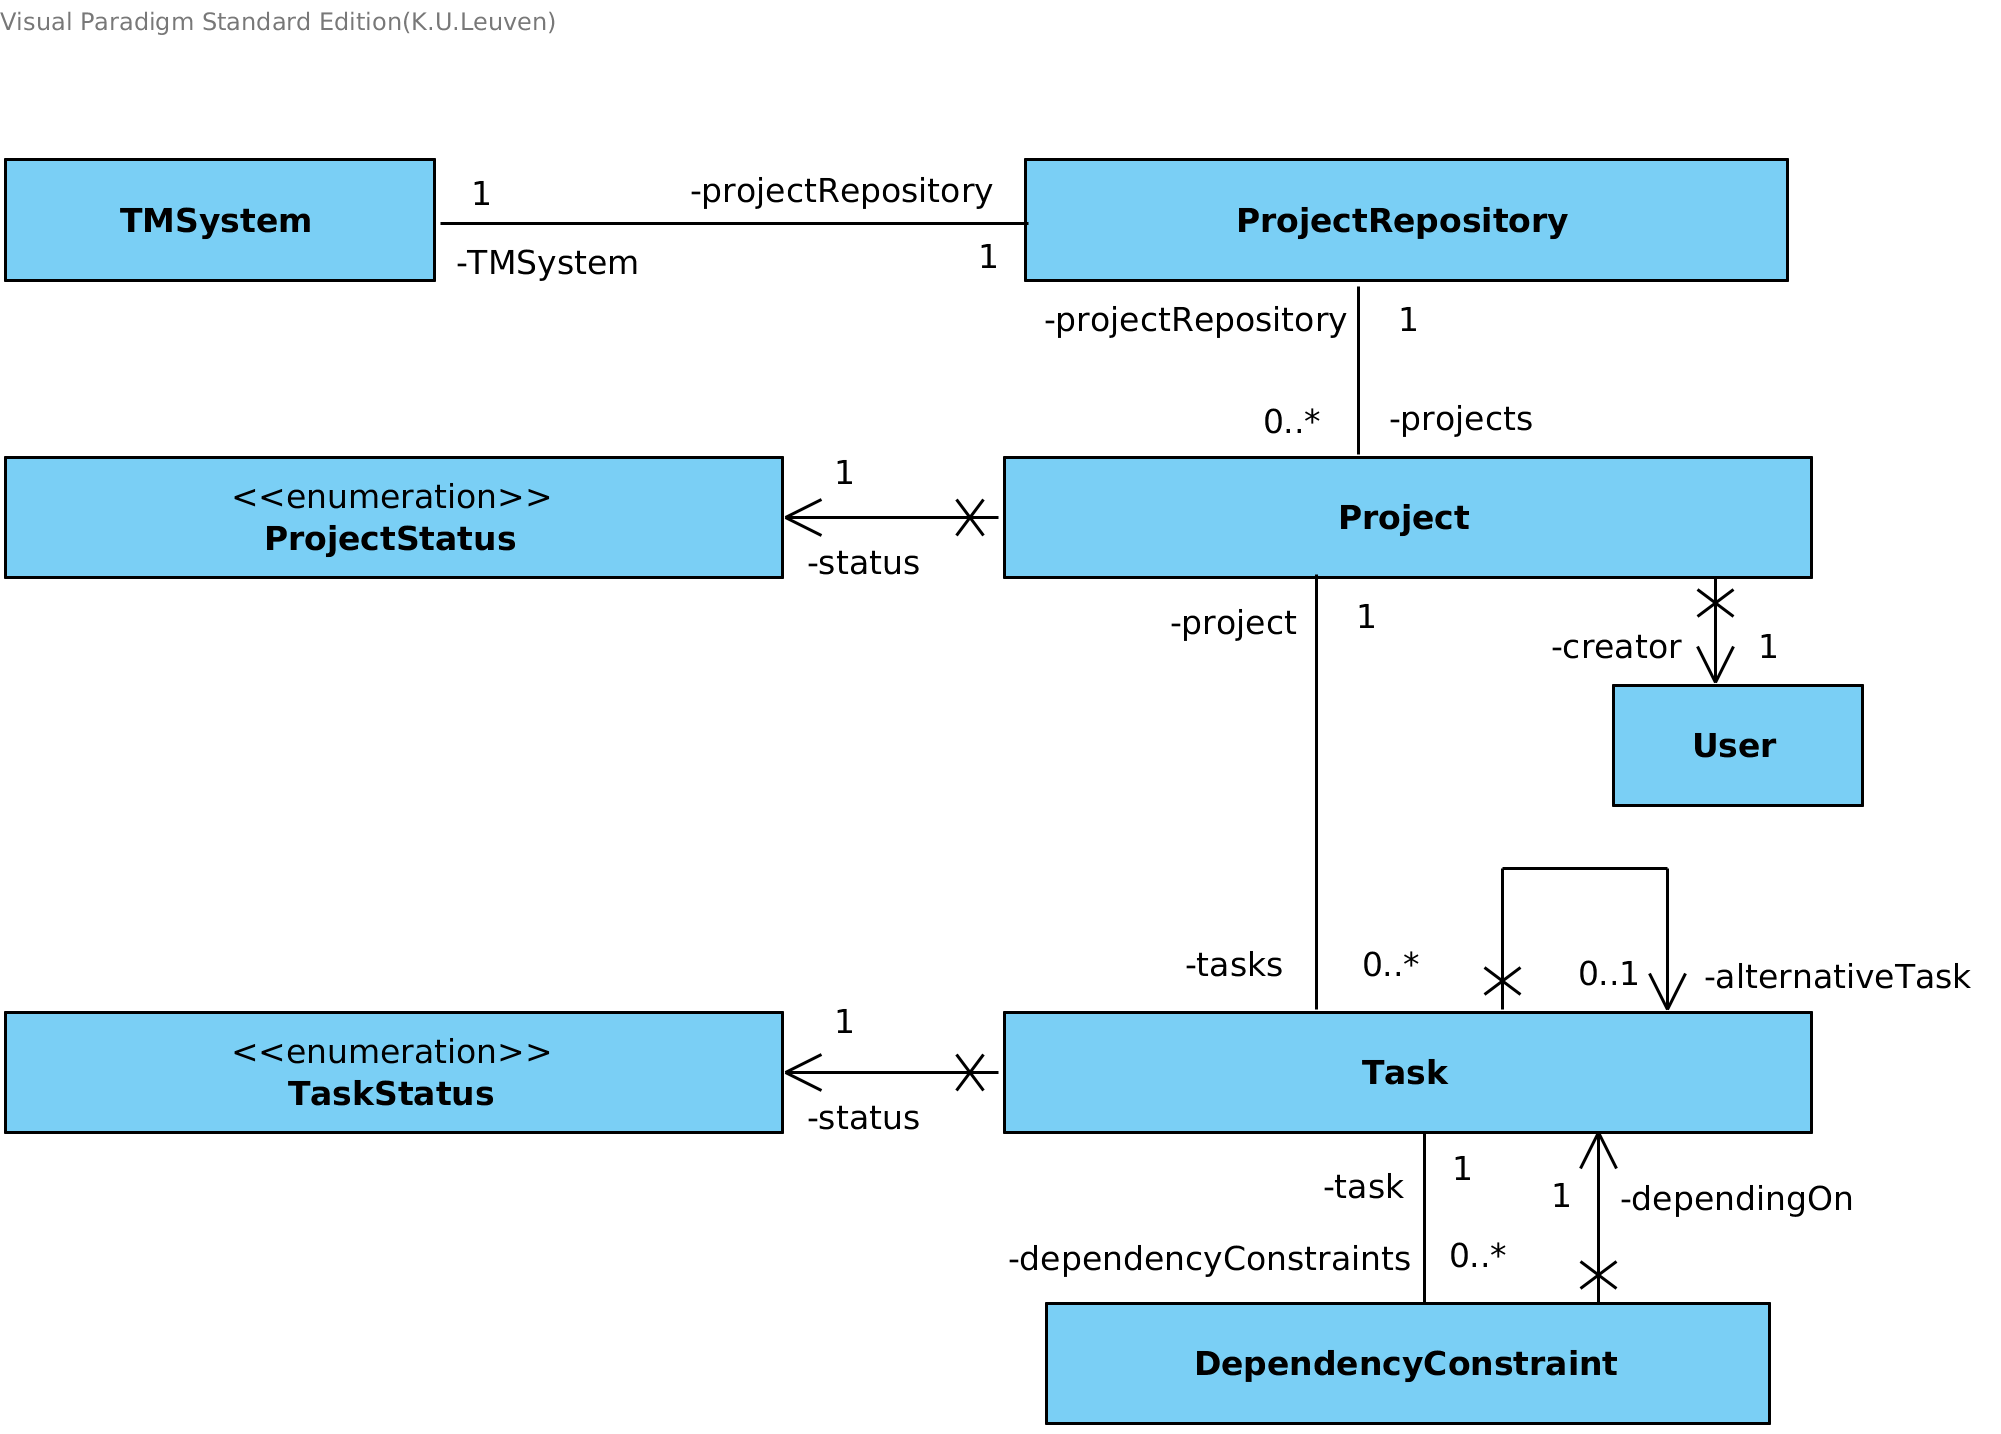 Visual Paradigm Standard Edition(K.U.Leuven)
TMSystem
1
-projectRepository
-TMSystem
1
ProjectRepository
-projectRepository
1
0..*
-projects
<<enumeration>>
ProjectStatus
1
-status
Project
-project
1
-creator
1
User
-tasks
0..*
0..1
-alternativeTask
<<enumeration>>
TaskStatus
1
-status
Task
-task
1
1
-dependingOn
-dependencyConstraints
0..*
DependencyConstraint